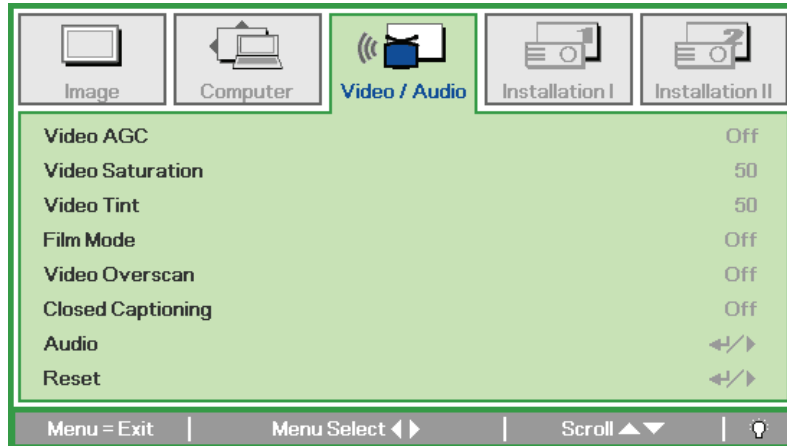 Image Computer Video / Audio Installation I Installation II
Video AGC Off
Video Saturation 50
Video Tint 50
Film Mode Off
Video Overscan Off
Closed Captioning Off
Audio
Reset
Menu = Exit Menu Select Scroll